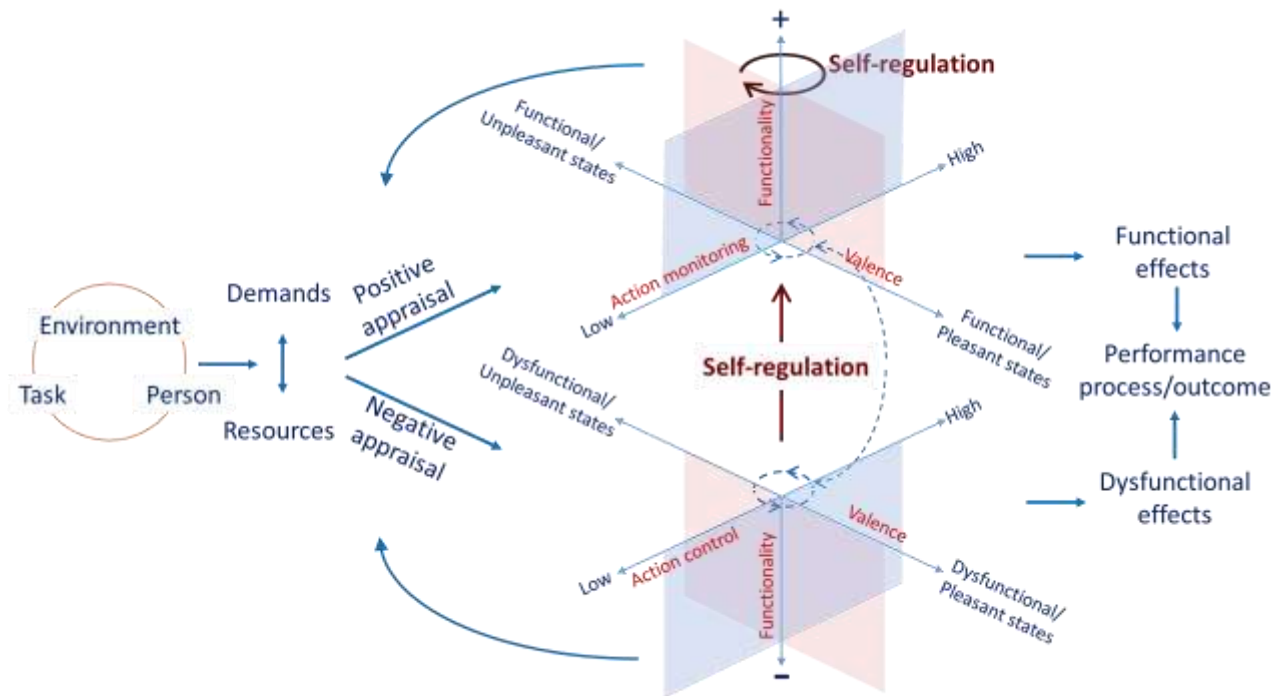 +
Self-regulation
Functional/
Unpleasant states
Functionality
High
Action monitoring
Valence
Low
Functional/
Pleasant states
Environment
Task
Person
Demands
Resources
Positive
appraisal
Negative
appraisal
Self-regulation
Dysfunctional/
Unpleasant states
High
Action control
Valence
Low
Functionality
Dysfunctional/
Pleasant states
-
Functional
effects
Performance
process/outcome
Dysfunctional
effects